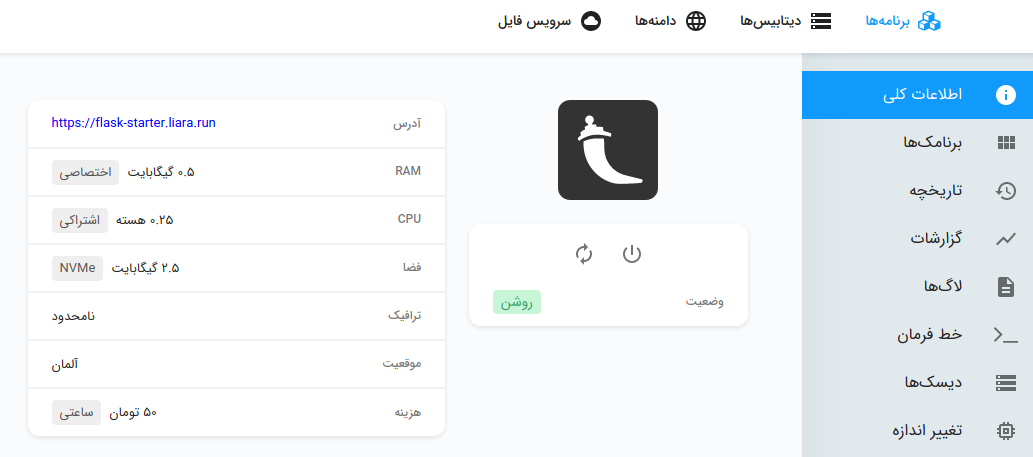 برنامه‌ها
دیتابیس‌ها
دامنه‌ها
سرویس فایل
اطلاعات کلی
برنامک‌ها
تاریخچه
گزارشات
لاگ‌ها
خط فرمان
دیسک‌ها
تغییر اندازه
وضعیت روشن
آدرس https://flask-starter.liara.run
RAM ۰.۵ گیگابایت اختصاصی
CPU ۰.۲۵ هسته اشتراکی
فضا ۲.۵ گیگابایت NVMe
ترافیک نامحدود
موقعیت آلمان
هزینه ۵۰ تومان ساعتی